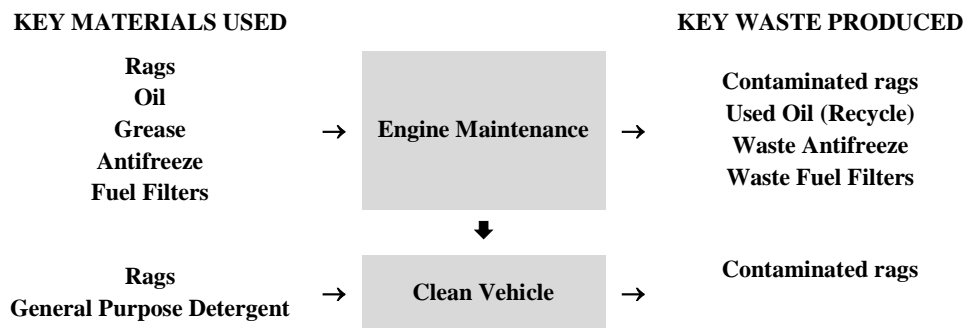 KEY MATERIALS USED
KEY WASTE PRODUCED
Rags
Oil
Grease
Antifreeze
Fuel Filters
→
Engine Maintenance
→
Contaminated rags
Used Oil (Recycle)
Waste Antifreeze
Waste Fuel Filters
Rags
General Purpose Detergent
→
Clean Vehicle
→
Contaminated rags